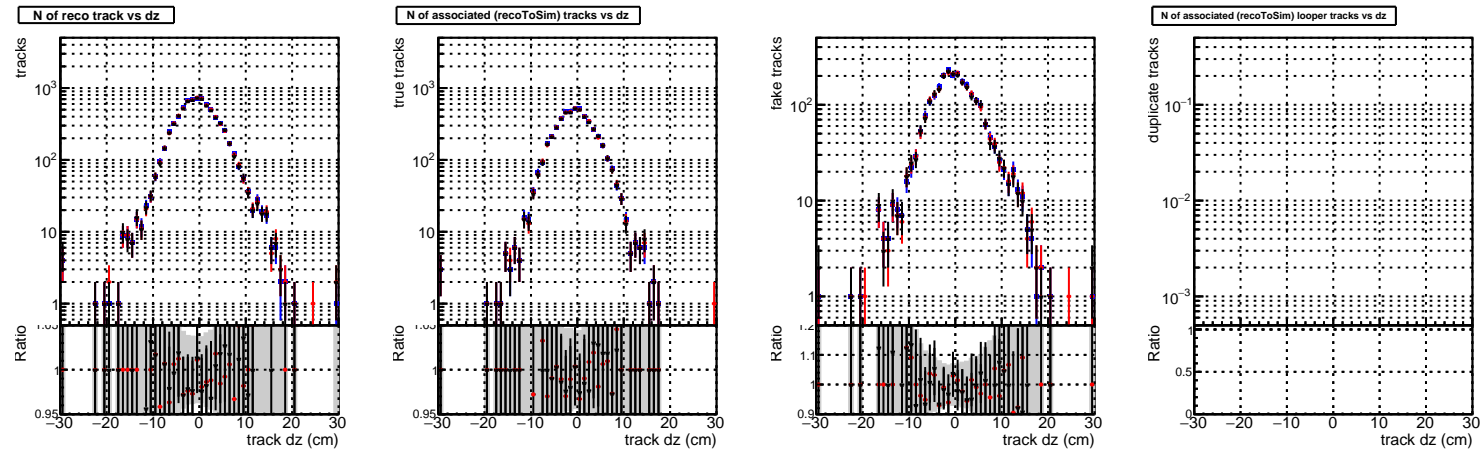 N of reco track vs dz
tracks
10³
10²
10
1
Ratio
1.05
1
0.95
−30 −20 −10 0 10 20 30
track dz (cm)
N of associated (recoToSim) tracks vs dz
true tracks
10³
10²
10
1
Ratio
1.05
1
0.95
−30 −20 −10 0 10 20 30
track dz (cm)
fake tracks
10²
10
1
Ratio
1.2
1.1
1
0.9
−30 −20 −10 0 10 20 30
track dz (cm)
N of associated (recoToSim) looper tracks vs dz
duplicate tracks
10⁻¹
10⁻²
10⁻³
Ratio
1
0.5
0
−30 −20 −10 0 10 20 30
track dz (cm)